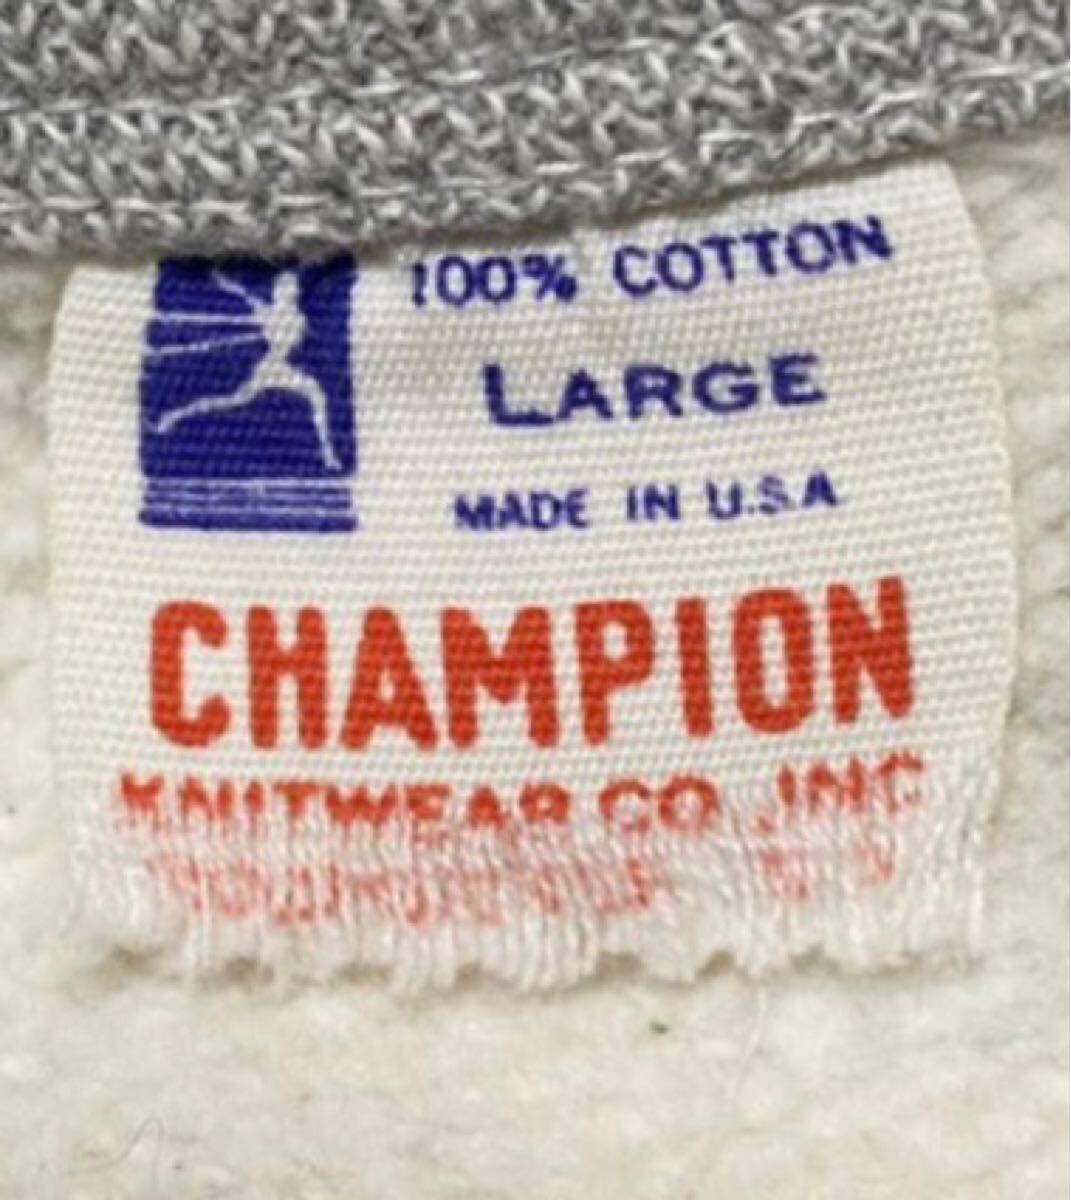 100% COTTON
LARGE
MADE IN U.S.A
CHAMPION
KNITWEAR CO., INC